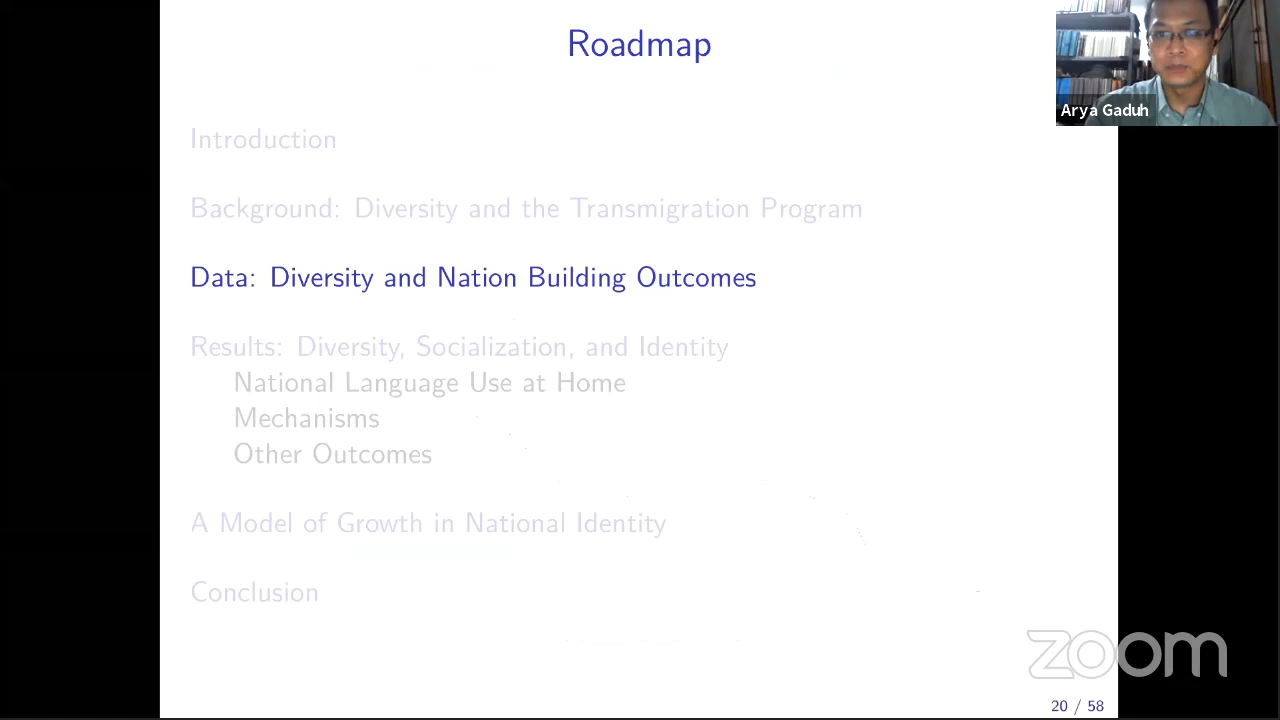 Roadmap
Arya Gaduh
Introduction
Background: Diversity and the Transmigration Program
Data: Diversity and Nation Building Outcomes
Results: Diversity, Socialization, and Identity
National Language Use at Home
Mechanisms
Other Outcomes
A Model of Growth in National Identity
Conclusion
zoom
20 / 58